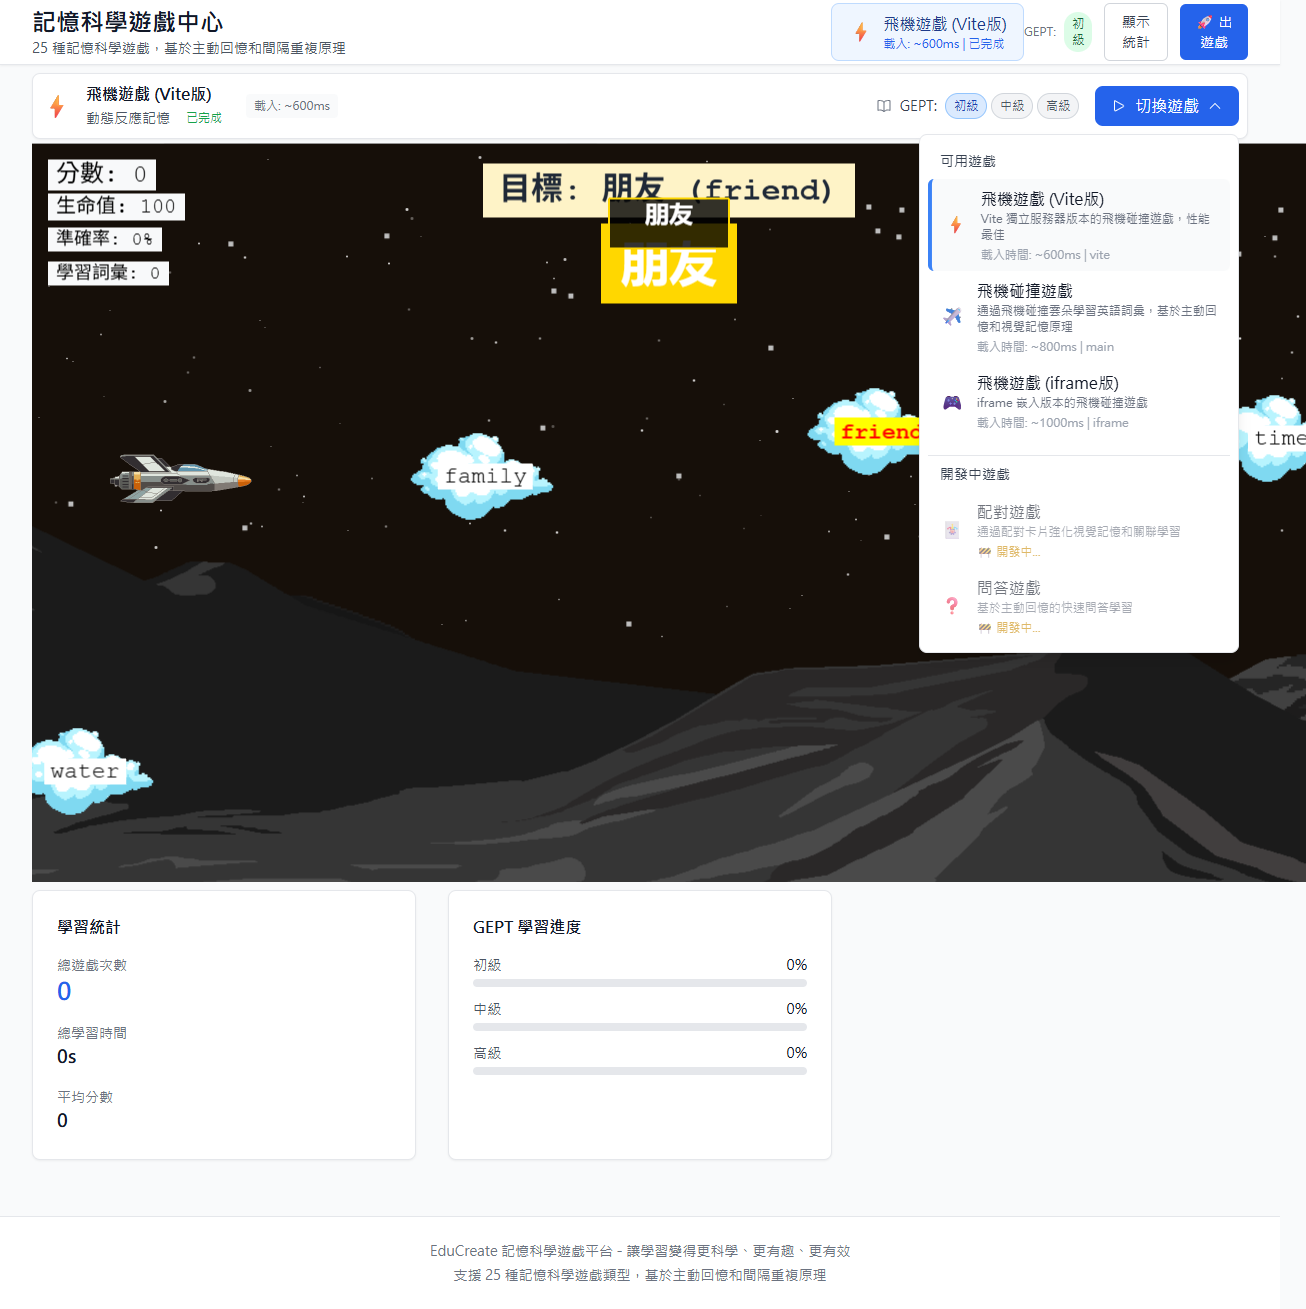 記憶科學遊戲中心
25 種記憶科學遊戲，基於主動回憶和間隔重複原理
飛機遊戲 (Vite版)
載入: ~600ms | 已完成
GEPT:
初
級
顯示
統計
🚀 出
遊戲
飛機遊戲 (Vite版)
動態反應記憶 已完成
載入: ~600ms
GEPT: 初級 中級 高級
切換遊戲
分數: 0
生命值: 100
準確率: 0%
學習詞彙: 0
目標: 朋友 (friend)
朋友
朋友
family
friend
time
water
可用遊戲
飛機遊戲 (Vite版)
Vite 獨立服務器版本的飛機碰撞遊戲，性能
最佳
載入時間: ~600ms | vite
飛機碰撞遊戲
通過飛機碰撞雲朵學習英語詞彙，基於主動回
憶和視覺記憶原理
載入時間: ~800ms | main
飛機遊戲 (iframe版)
iframe 嵌入版本的飛機碰撞遊戲
載入時間: ~1000ms | iframe
開發中遊戲
配對遊戲
通過配對卡片強化視覺記憶和關聯學習
🚧 開發中...
問答遊戲
基於主動回憶的快速問答學習
🚧 開發中...
學習統計
總遊戲次數
0
總學習時間
0s
平均分數
0
GEPT 學習進度
初級 0%
中級 0%
高級 0%
EduCreate 記憶科學遊戲平台 - 讓學習變得更科學、更有趣、更有效
支援 25 種記憶科學遊戲類型，基於主動回憶和間隔重複原理